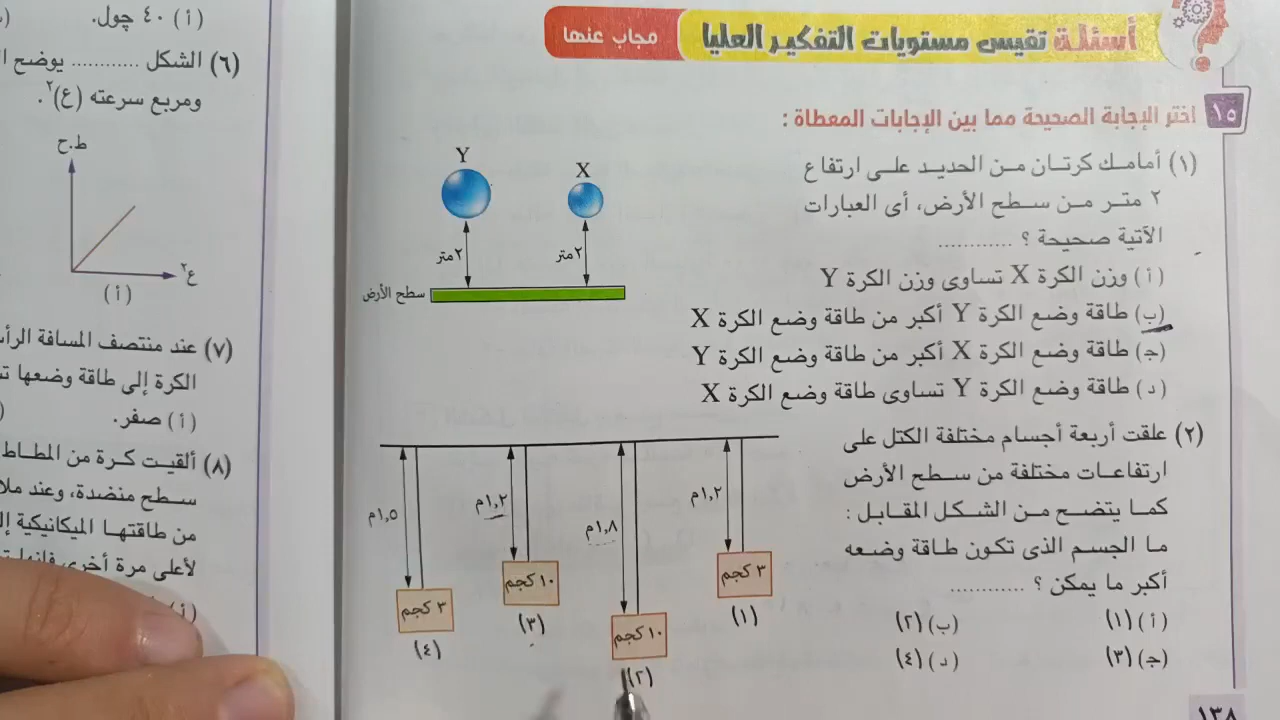 أسئلة تقيس مستويات التفكير العليا
مجاب عنها
١٥ اختر الإجابة الصحيحة مما بين الإجابات المعطاة :
(١) أمامك كرتان من الحديد على ارتفاع
٢ متر من سطح الأرض، أى العبارات
الآتية صحيحة ؟ ............
(أ) وزن الكرة X تساوى وزن الكرة Y
(ب) طاقة وضع الكرة Y أكبر من طاقة وضع الكرة X
(ج) طاقة وضع الكرة X أكبر من طاقة وضع الكرة Y
(د) طاقة وضع الكرة Y تساوى طاقة وضع الكرة X
Y
X
٢ متر
٢ متر
سطح الأرض
(٢) علقت أربعة أجسام مختلفة الكتل على
ارتفاعات مختلفة من سطح الأرض
كما يتضح من الشكل المقابل :
ما الجسم الذى تكون طاقة وضعه
أكبر ما يمكن ؟ ............
(أ) (١)
(ب) (٢)
(ج) (٣)
(د) (٤)
١,٢م
١,٨م
١,٢م
١,٥م
٣ كجم
١٠ كجم
١٠ كجم
٣ كجم
(١)
(٢)
(٣)
(٤)
١٣٨
(أ) ٤٠ چول.
(٦) الشكل ............ يوضح
ومربع سرعته (ع)٢.
ط.ح
ع٢
(أ)
(٧) عند منتصف المسافة
الكرة إلى طاقة وضعها
(أ) صفر.
(٨) ألقيت كرة من المطاط
سطح منضدة، وعند
من طاقتها الميكانيكية
لأعلى مرة أخرى
(أ)